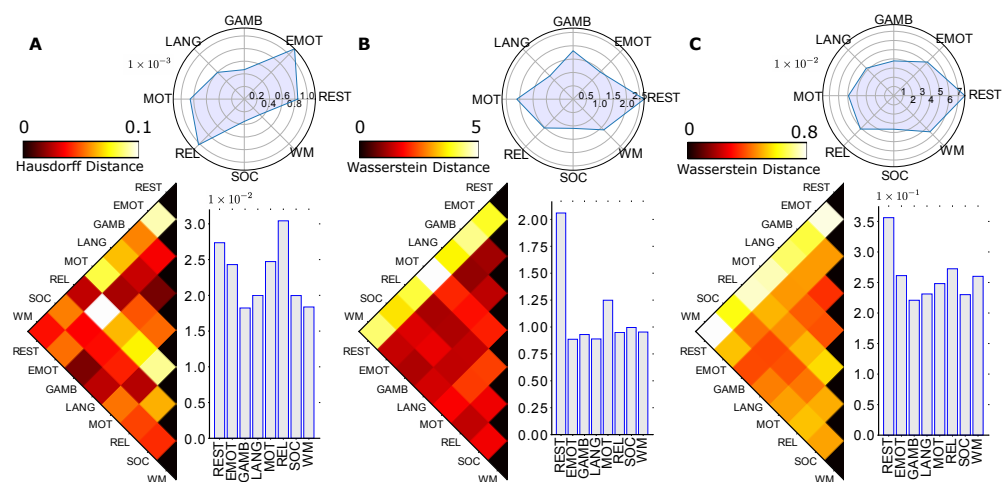 A
GAMB
LANG
EMOT
1 × 10⁻³
MOT
0.2
0.4
0.6
0.8
1.0
REST
REL
WM
SOC
0
0.1
Hausdorff Distance
REST
EMOT
GAMB
LANG
MOT
REL
SOC
WM
REST
EMOT
GAMB
LANG
MOT
REL
SOC
WM
1 × 10⁻²
3.0
2.5
2.0
1.5
1.0
0.5
0.0
REST
EMOT
GAMB
LANG
MOT
REL
SOC
WM
B
GAMB
LANG
EMOT
MOT
0.5
1.0
1.5
2.0
2.5
REST
REL
WM
SOC
0
5
Wasserstein Distance
REST
EMOT
GAMB
LANG
MOT
REL
SOC
WM
REST
EMOT
GAMB
LANG
MOT
REL
SOC
WM
2.00
1.75
1.50
1.25
1.00
0.75
0.50
0.25
0.00
REST
EMOT
GAMB
LANG
MOT
REL
SOC
WM
C
GAMB
LANG
EMOT
1 × 10⁻²
MOT
1
2
3
4
5
6
7
REST
REL
WM
SOC
0
0.8
Wasserstein Distance
REST
EMOT
GAMB
LANG
MOT
REL
SOC
WM
REST
EMOT
GAMB
LANG
MOT
REL
SOC
WM
1 × 10⁻¹
3.5
3.0
2.5
2.0
1.5
1.0
0.5
0.0
REST
EMOT
GAMB
LANG
MOT
REL
SOC
WM